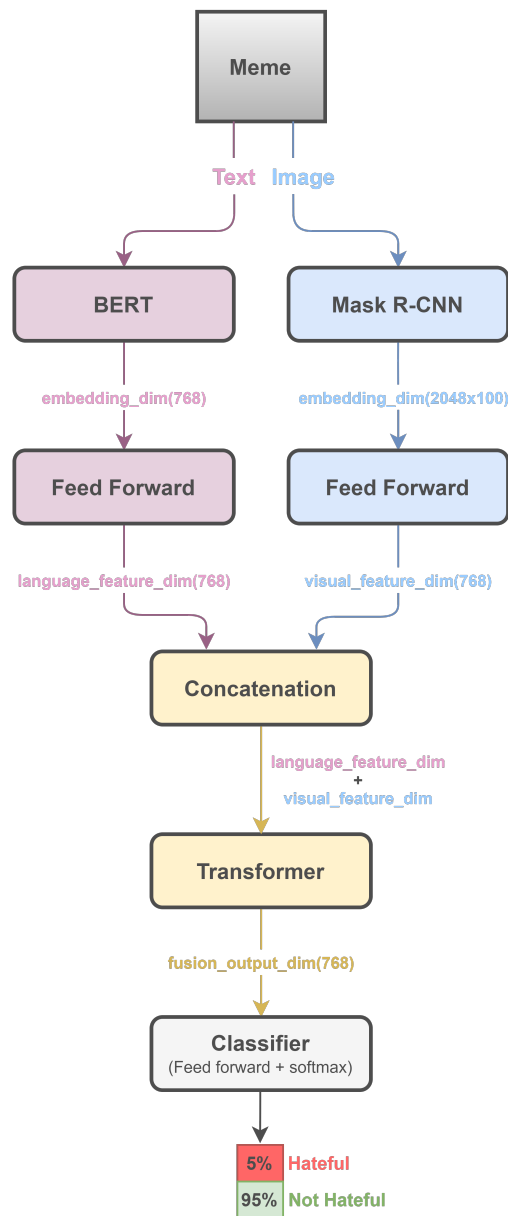 Meme
Text Image
BERT
Mask R-CNN
embedding_dim(768)
embedding_dim(2048x100)
Feed Forward
Feed Forward
language_feature_dim(768)
visual_feature_dim(768)
Concatenation
language_feature_dim
+
visual_feature_dim
Transformer
fusion_output_dim(768)
Classifier
(Feed forward + softmax)
5% Hateful
95% Not Hateful